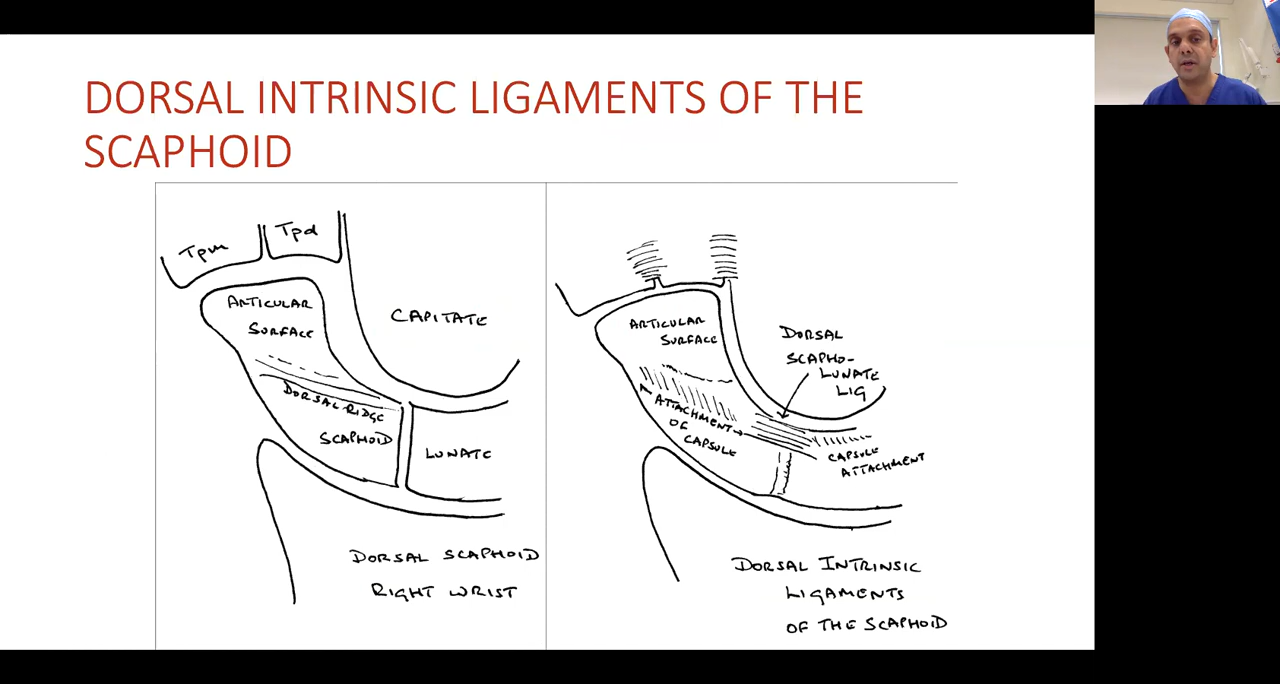 DORSAL INTRINSIC LIGAMENTS OF THE
SCAPHOID
Tpm
Tpd
ARTICULAR
SURFACE
CAPITATE
DORSAL RIDGE
SCAPHOID
LUNATE
DORSAL SCAPHOID
RIGHT WRIST
ARTICULAR
SURFACE
DORSAL
SCAPHO-
LUNATE
LIG
ATTACHMENT
OF
CAPSULE
CAPSULE
ATTACHMENT
DORSAL INTRINSIC
LIGAMENTS
OF THE SCAPHOID